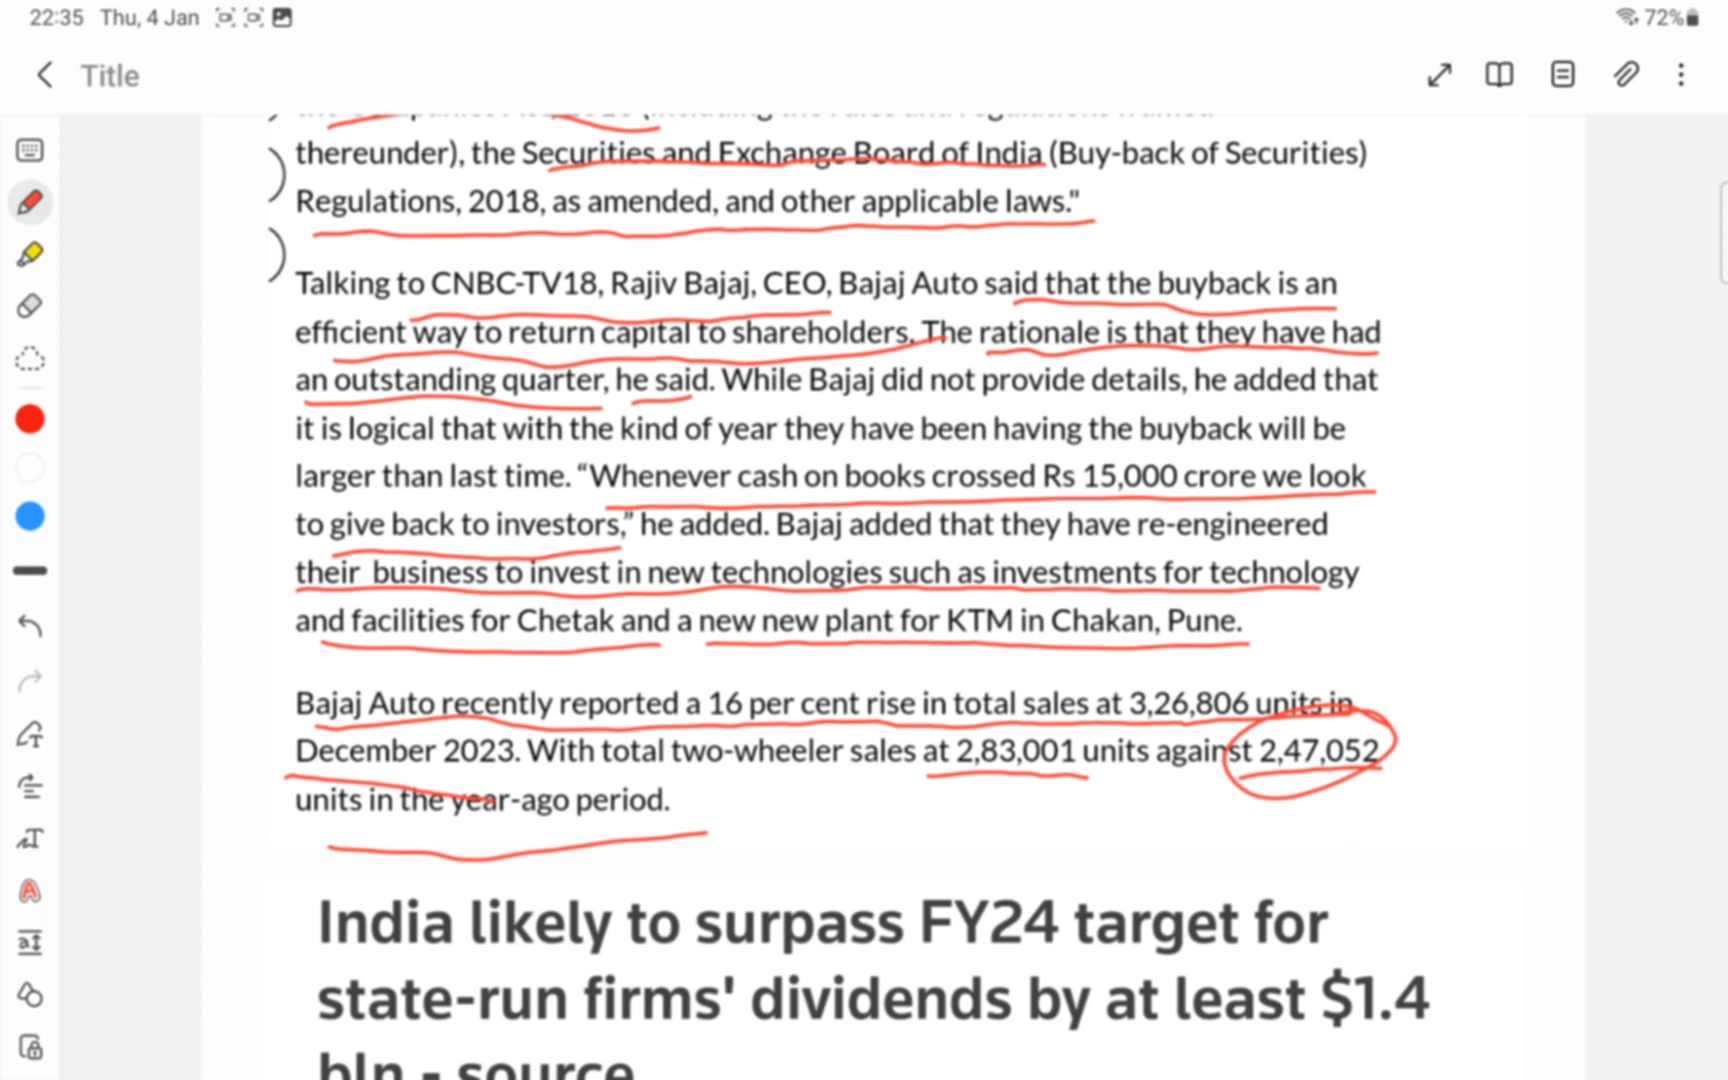 22:35 Thu, 4 Jan 72%
Title
thereunder), the Securities and Exchange Board of India (Buy-back of Securities)
Regulations, 2018, as amended, and other applicable laws."
Talking to CNBC-TV18, Rajiv Bajaj, CEO, Bajaj Auto said that the buyback is an
efficient way to return capital to shareholders. The rationale is that they have had
an outstanding quarter, he said. While Bajaj did not provide details, he added that
it is logical that with the kind of year they have been having the buyback will be
larger than last time. “Whenever cash on books crossed Rs 15,000 crore we look
to give back to investors,” he added. Bajaj added that they have re-engineered
their business to invest in new technologies such as investments for technology
and facilities for Chetak and a new new plant for KTM in Chakan, Pune.
Bajaj Auto recently reported a 16 per cent rise in total sales at 3,26,806 units in
December 2023. With total two-wheeler sales at 2,83,001 units against 2,47,052
units in the year-ago period.
India likely to surpass FY24 target for
state-run firms' dividends by at least $1.4
bln - source